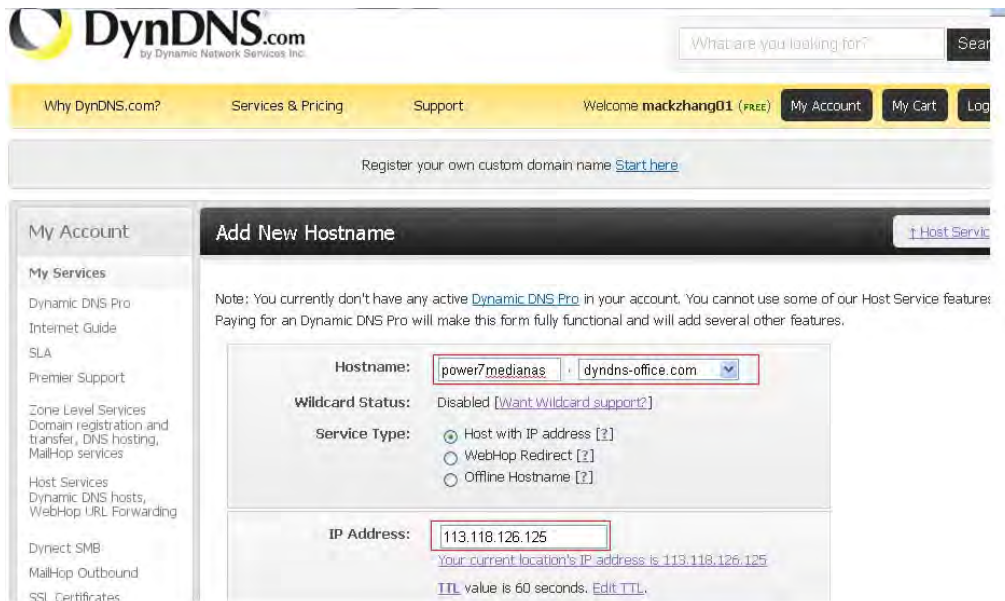 DynDNS.com
by Dynamic Network Services Inc.
What are you looking for?
Sear
Why DynDNS.com? Services & Pricing Support Welcome mackzhang01 (FREE) My Account My Cart Log
Register your own custom domain name Start here
My Account
My Services
Dynamic DNS Pro
Internet Guide
SLA
Premier Support
Zone Level Services
Domain registration and
transfer, DNS hosting,
MailHop services
Host Services
Dynamic DNS hosts,
WebHop URL Forwarding
Dynect SMB
MailHop Outbound
SSL Certificates
Add New Hostname
↑ Host Servic
Note: You currently don't have any active Dynamic DNS Pro in your account. You cannot use some of our Host Service features
Paying for an Dynamic DNS Pro will make this form fully functional and will add several other features.
Hostname: power7medianas . dyndns-office.com
Wildcard Status: Disabled [Want Wildcard support?]
Service Type: Host with IP address [?]
WebHop Redirect [?]
Offline Hostname [?]
IP Address: 113.118.126.125
Your current location's IP address is 113.118.126.125
TTL value is 60 seconds. Edit TTL.